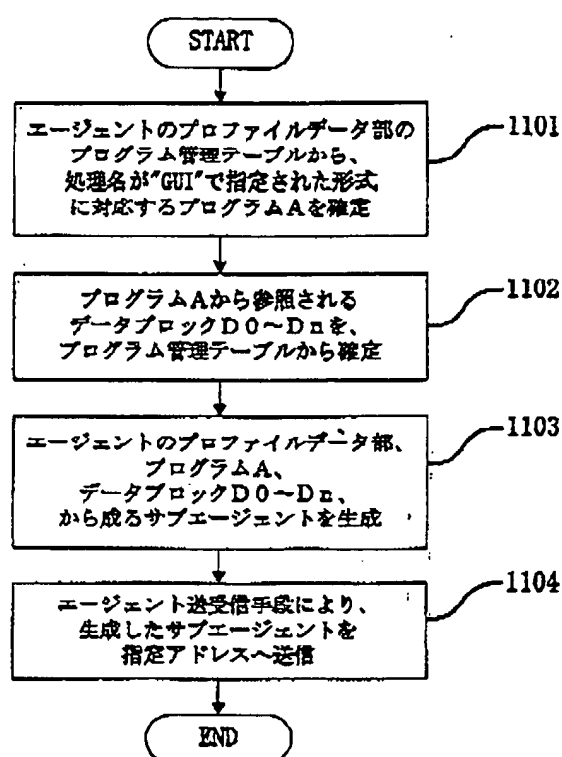 START
エージェントのプロファイルデータ部の
プログラム管理テーブルから、
処理名が"GUI"で指定された形式
に対応するプログラムAを確定
1101
プログラムAから参照される
データブロックD0～Dnを、
プログラム管理テーブルから確定
1102
エージェントのプロファイルデータ部、
プログラムA、
データブロックD0～Dn、
から成るサブエージェントを生成
1103
エージェント送受信手段により、
生成したサブエージェントを
指定アドレスへ送信
1104
END